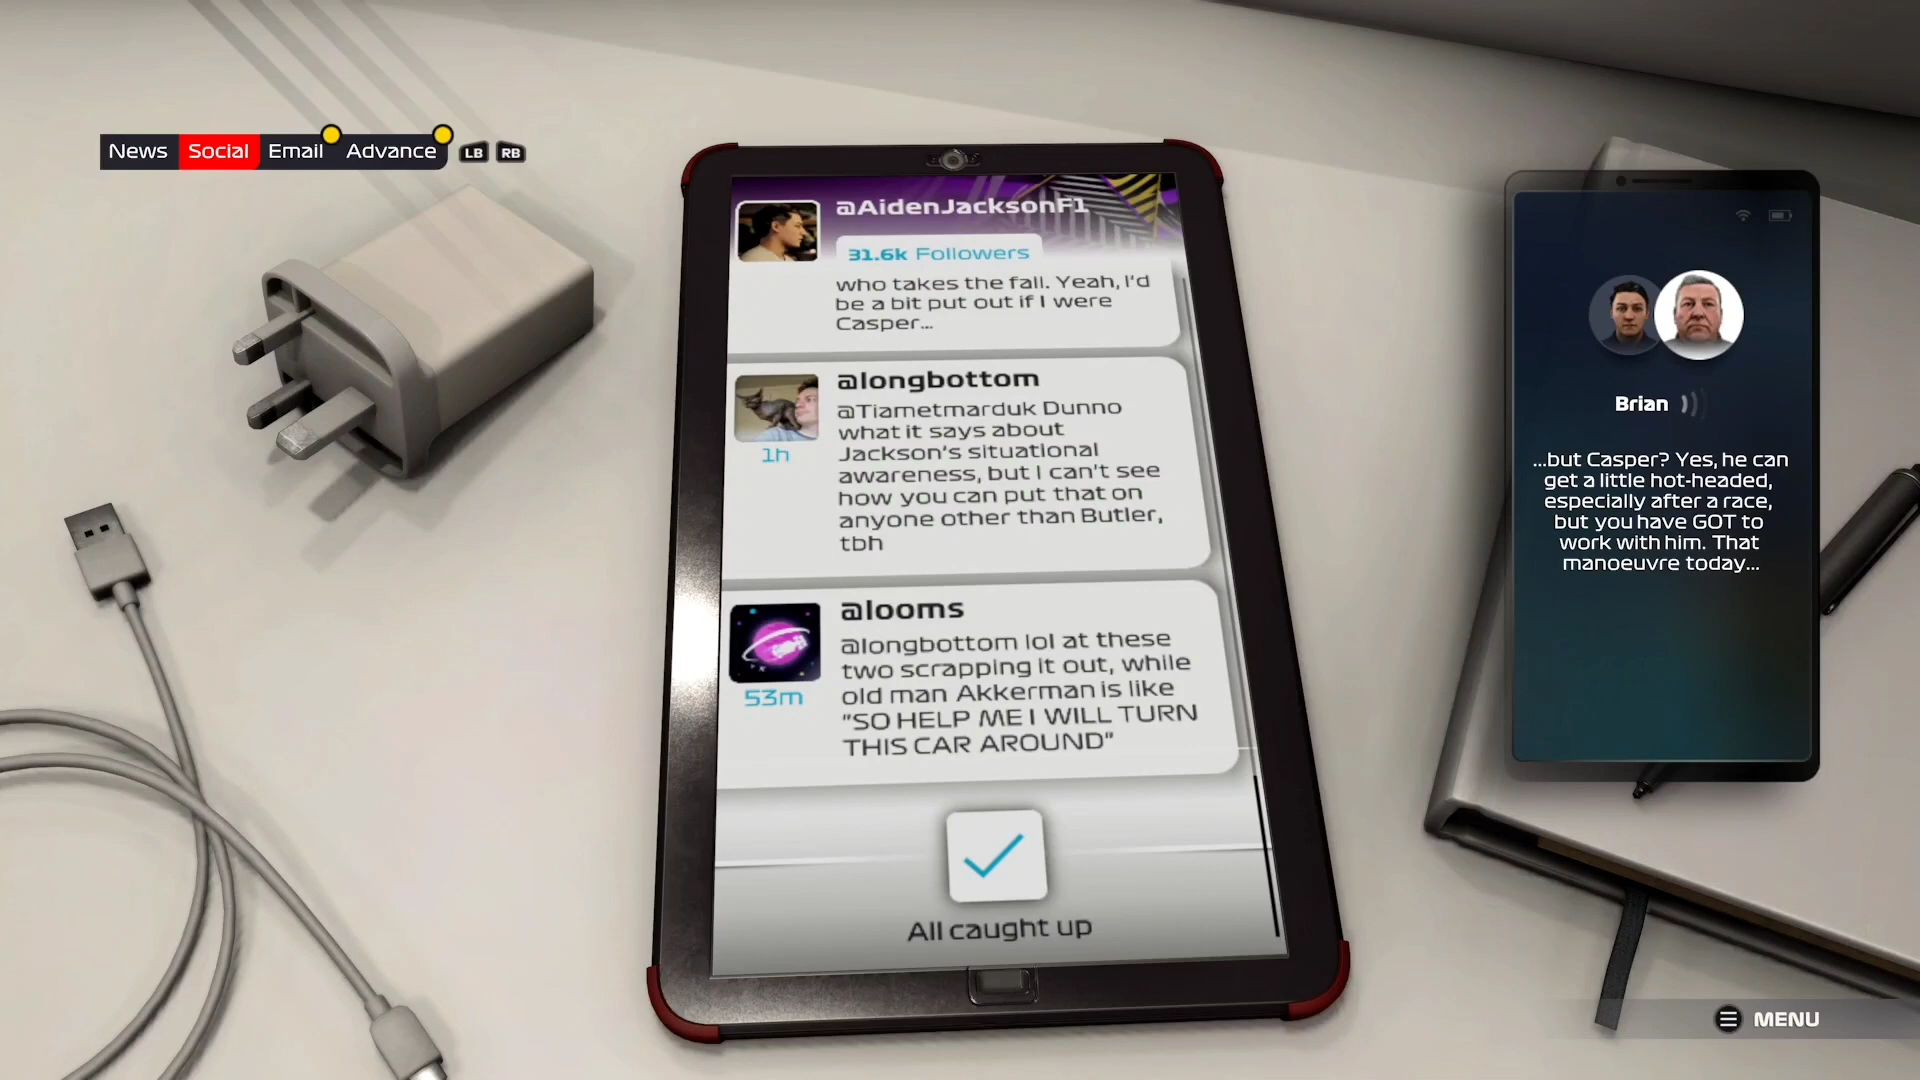 News Social Email Advance LB RB
@AidenJacksonF1
31.6k Followers
who takes the fall. Yeah, I'd
be a bit put out if I were
Casper...
@longbottom
1h
@Tiametmarduk Dunno
what it says about
Jackson's situational
awareness, but I can't see
how you can put that on
anyone other than Butler,
tbh
@looms
53m
@longbottom lol at these
two scrapping it out, while
old man Akkerman is like
"SO HELP ME I WILL TURN
THIS CAR AROUND"
All caught up
Brian
...but Casper? Yes, he can
get a little hot-headed,
especially after a race,
but you have GOT to
work with him. That
manoeuvre today...
MENU